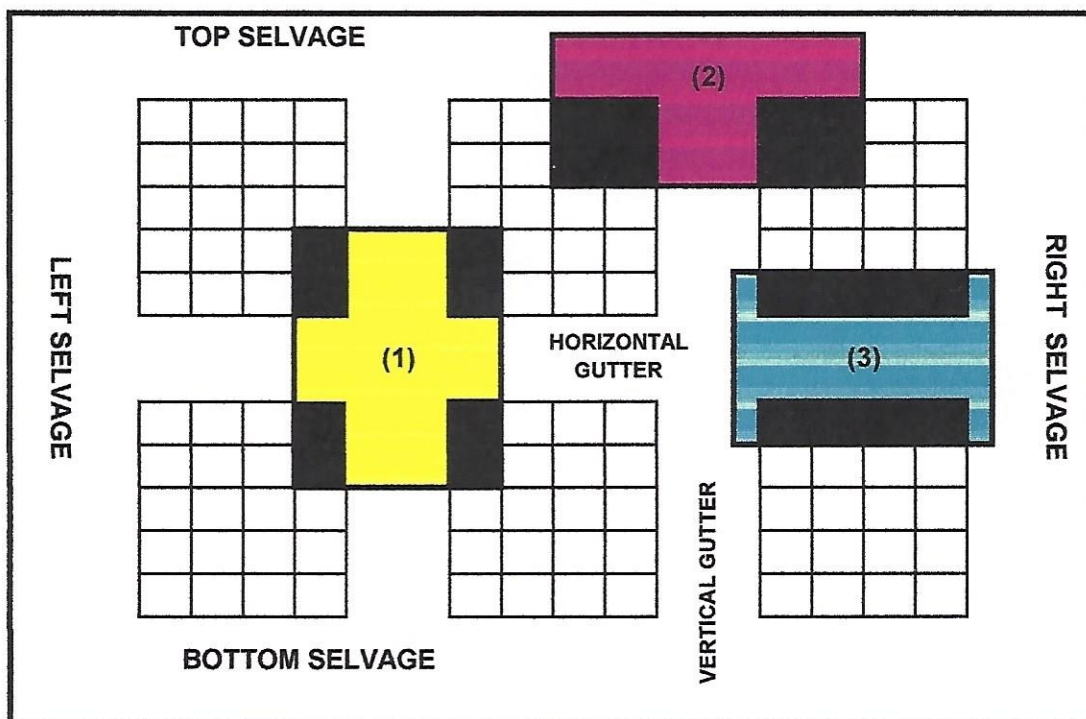 TOP SELVAGE
(2)
LEFT SELVAGE
RIGHT SELVAGE
(1)
HORIZONTAL
GUTTER
(3)
VERTICAL GUTTER
BOTTOM SELVAGE